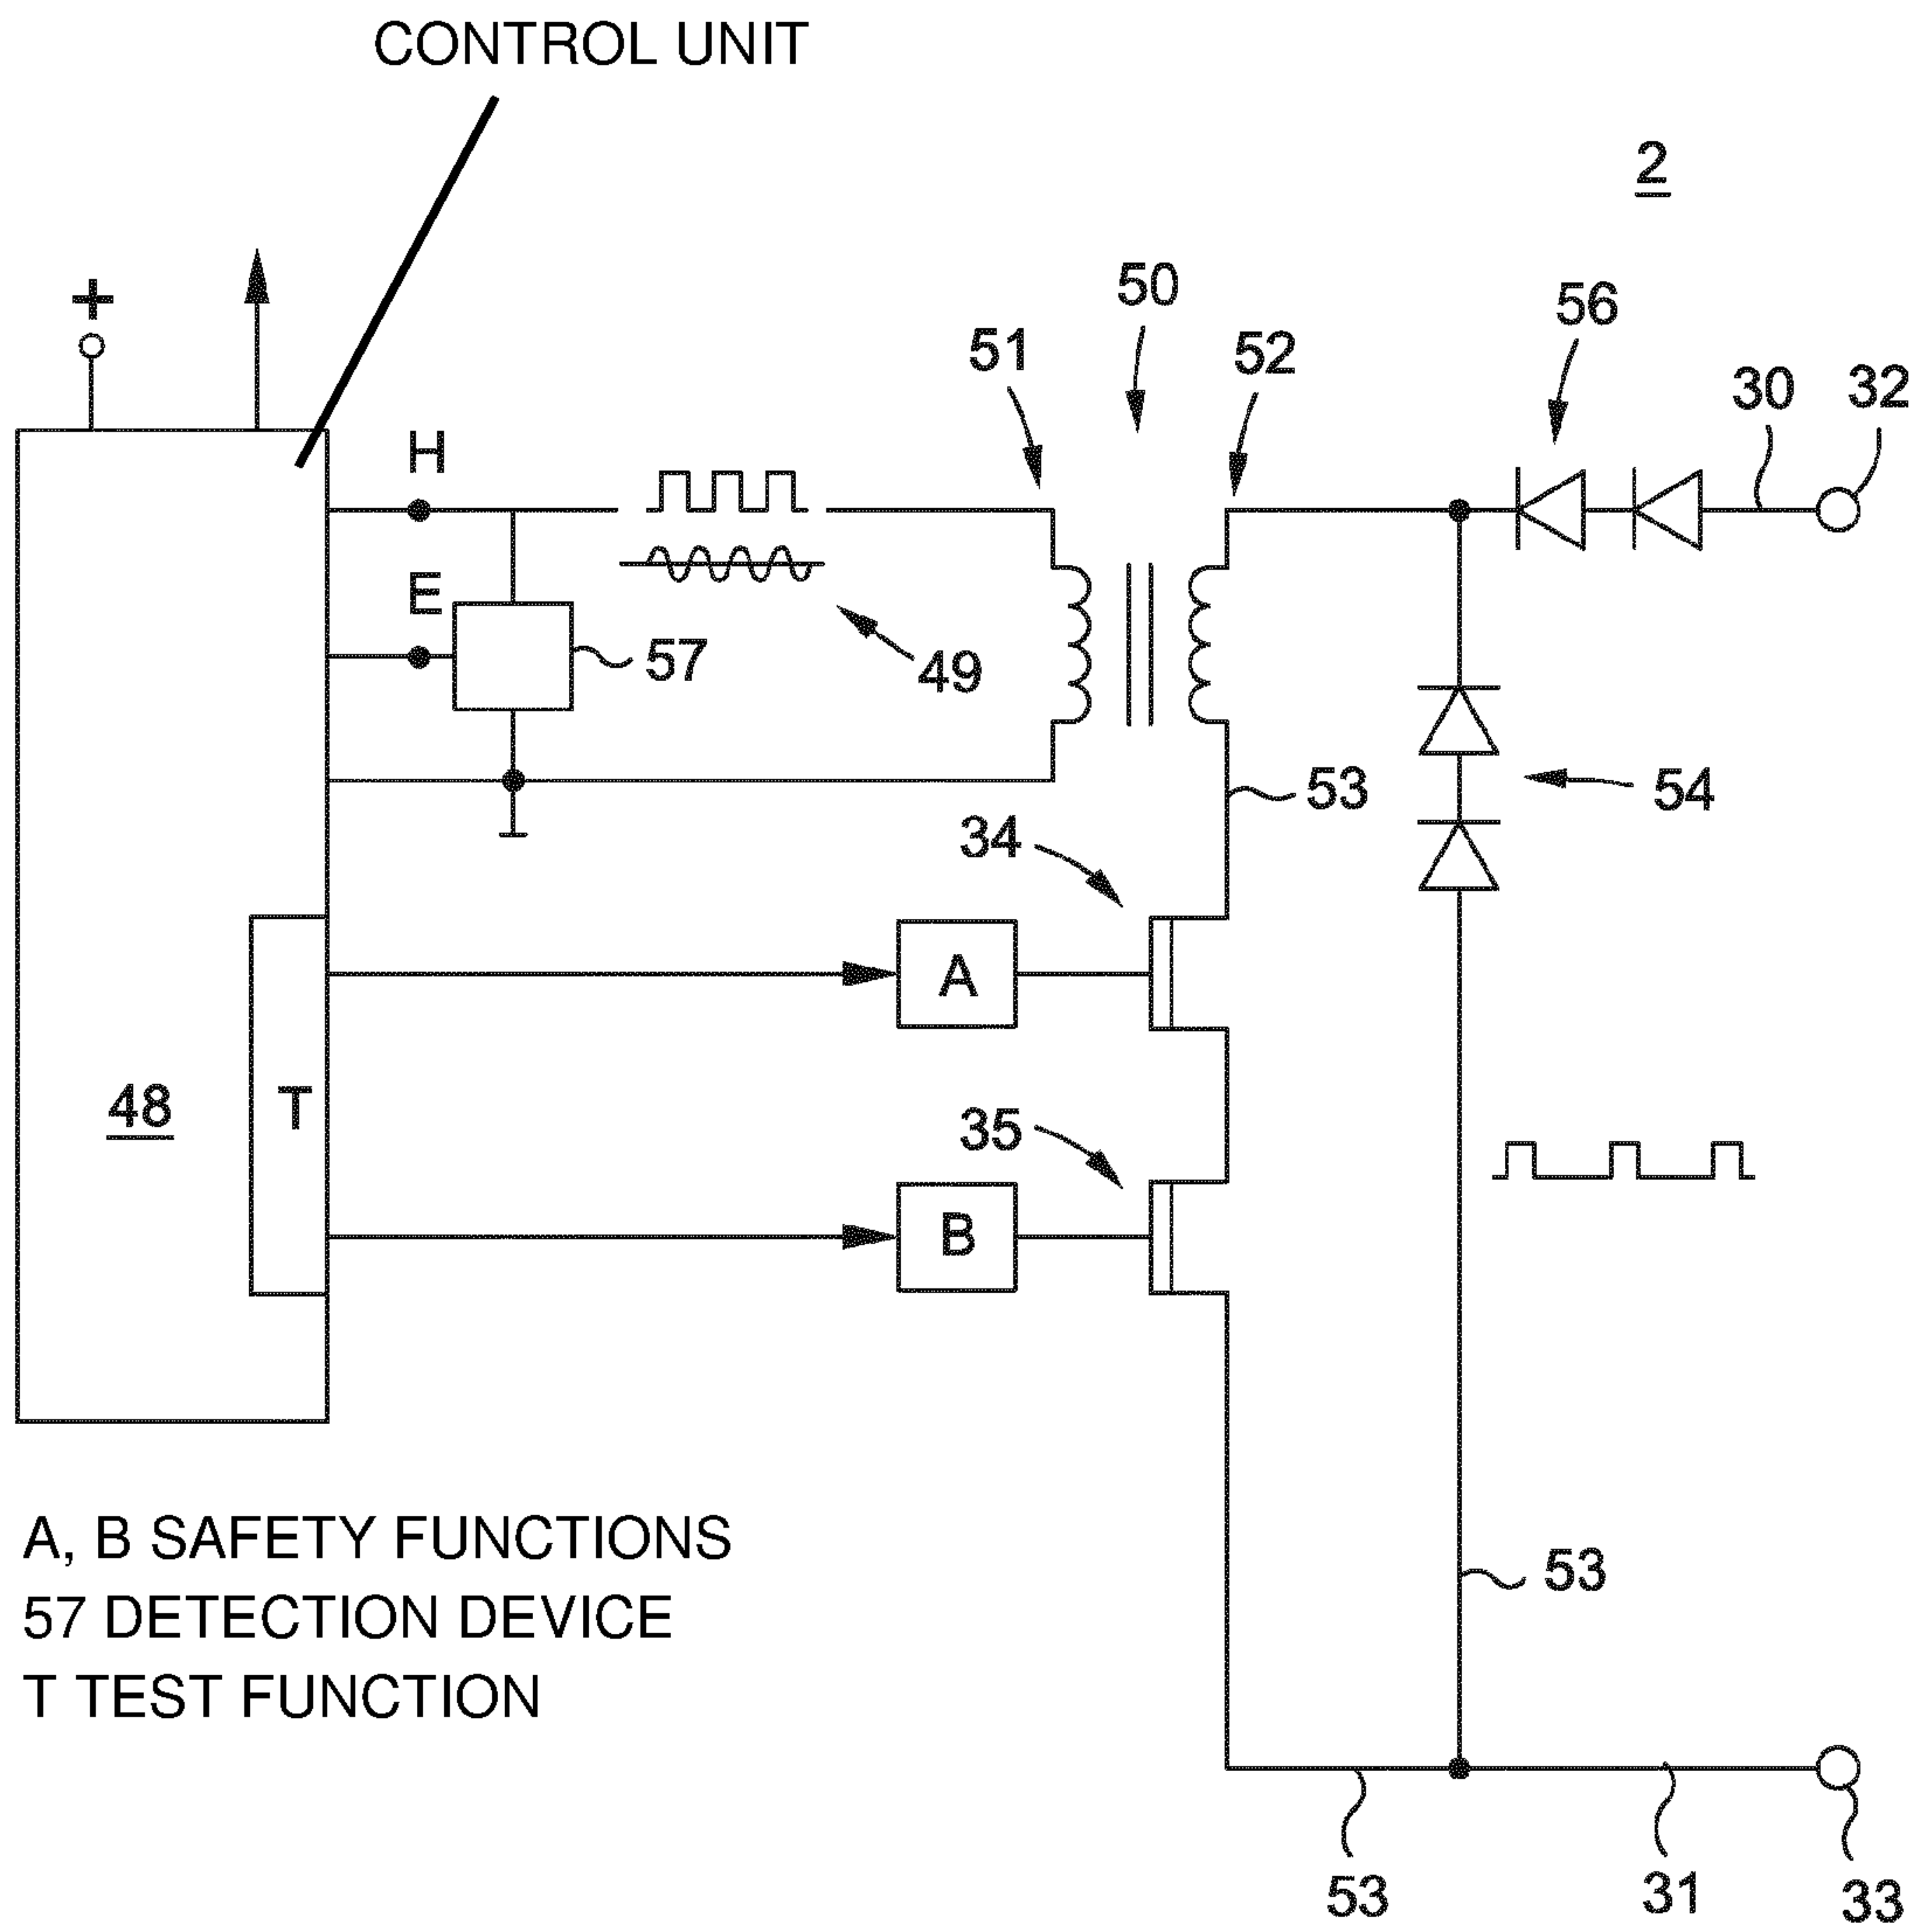 CONTROL UNIT
2
50
56
51
52
30
32
+
H
E
57
49
53
54
34
A
48
T
35
B
A, B SAFETY FUNCTIONS
57 DETECTION DEVICE
T TEST FUNCTION
53
53
31
33